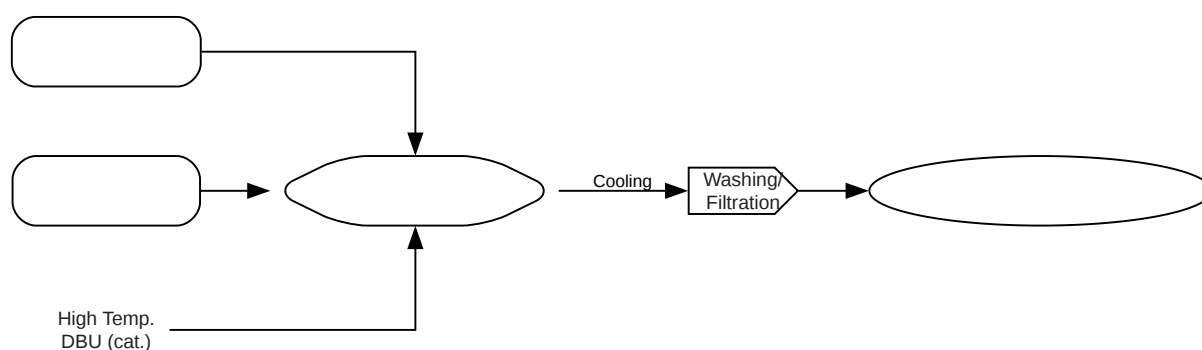 Cooling
Washing/
Filtration
High Temp.
DBU (cat.)